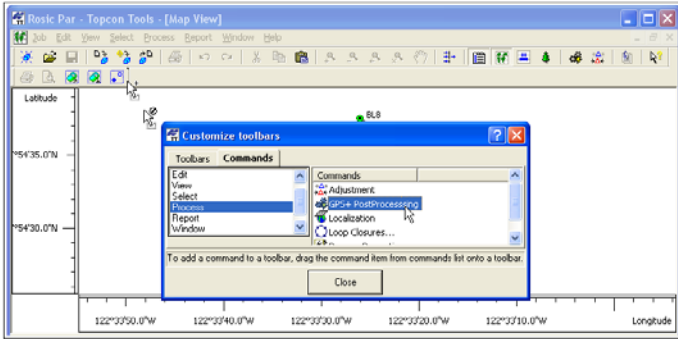 Rosic Par - Topcon Tools - [Map View]
Job Edit View Select Process Report Window Help
Latitude
BL8
Customize toolbars
Toolbars Commands
Edit
View
Select
Process
Report
Window
Commands
Adjustment
GPS+ PostProcesssing
Localization
Loop Closures...
°54'35.0"N
°54'30.0"N
To add a command to a toolbar, drag the command item from commands list onto a toolbar.
Close
122°33'50.0"W 122°33'40.0"W 122°33'30.0"W 122°33'20.0"W 122°33'10.0"W Longitude